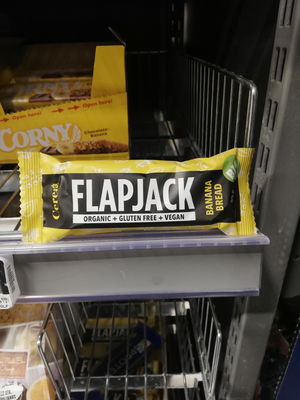 Open here!
Open here!
CORNY
Chocolate-
Banana
Cerea
FLAPJACK
ORGANIC + GLUTEN FREE + VEGAN
BANANA
BREAD